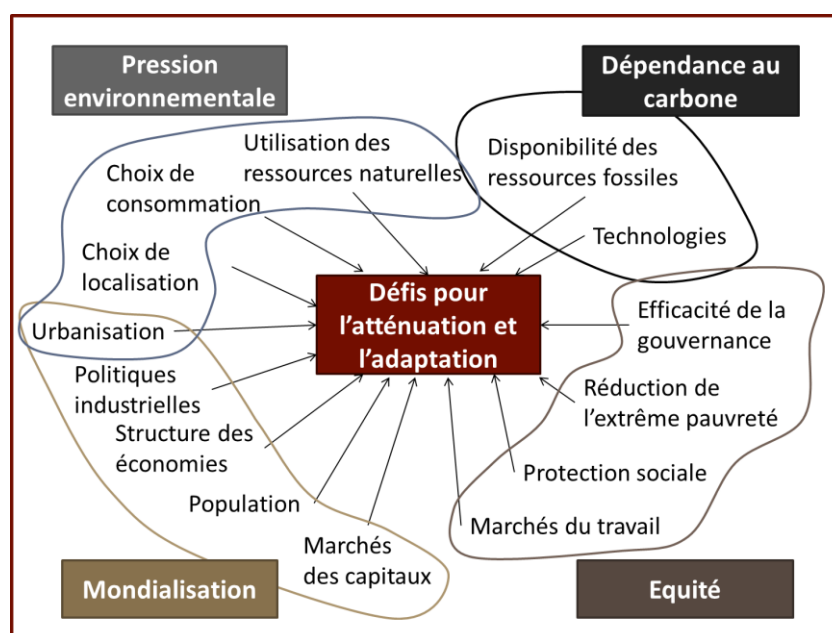 Pression
environnementale
Dépendance au
carbone
Utilisation des
ressources naturelles
Disponibilité des
ressources fossiles
Choix de
consommation
Technologies
Choix de
localisation
Défis pour
l'atténuation et
l'adaptation
Efficacité de la
gouvernance
Urbanisation
Politiques
industrielles
Réduction de
l'extrême pauvreté
Structure des
économies
Protection sociale
Population
Marchés du travail
Marchés
des capitaux
Mondialisation
Equité